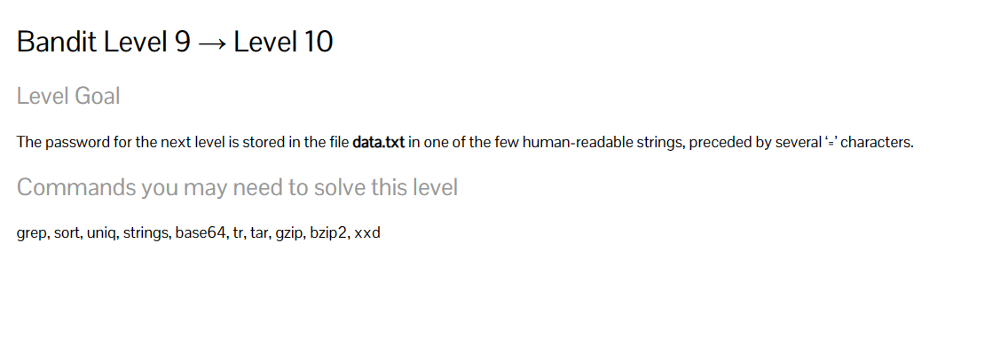 Bandit Level 9 → Level 10
Level Goal
The password for the next level is stored in the file data.txt in one of the few human-readable strings, preceded by several ‘=’ characters.
Commands you may need to solve this level
grep, sort, uniq, strings, base64, tr, tar, gzip, bzip2, xxd